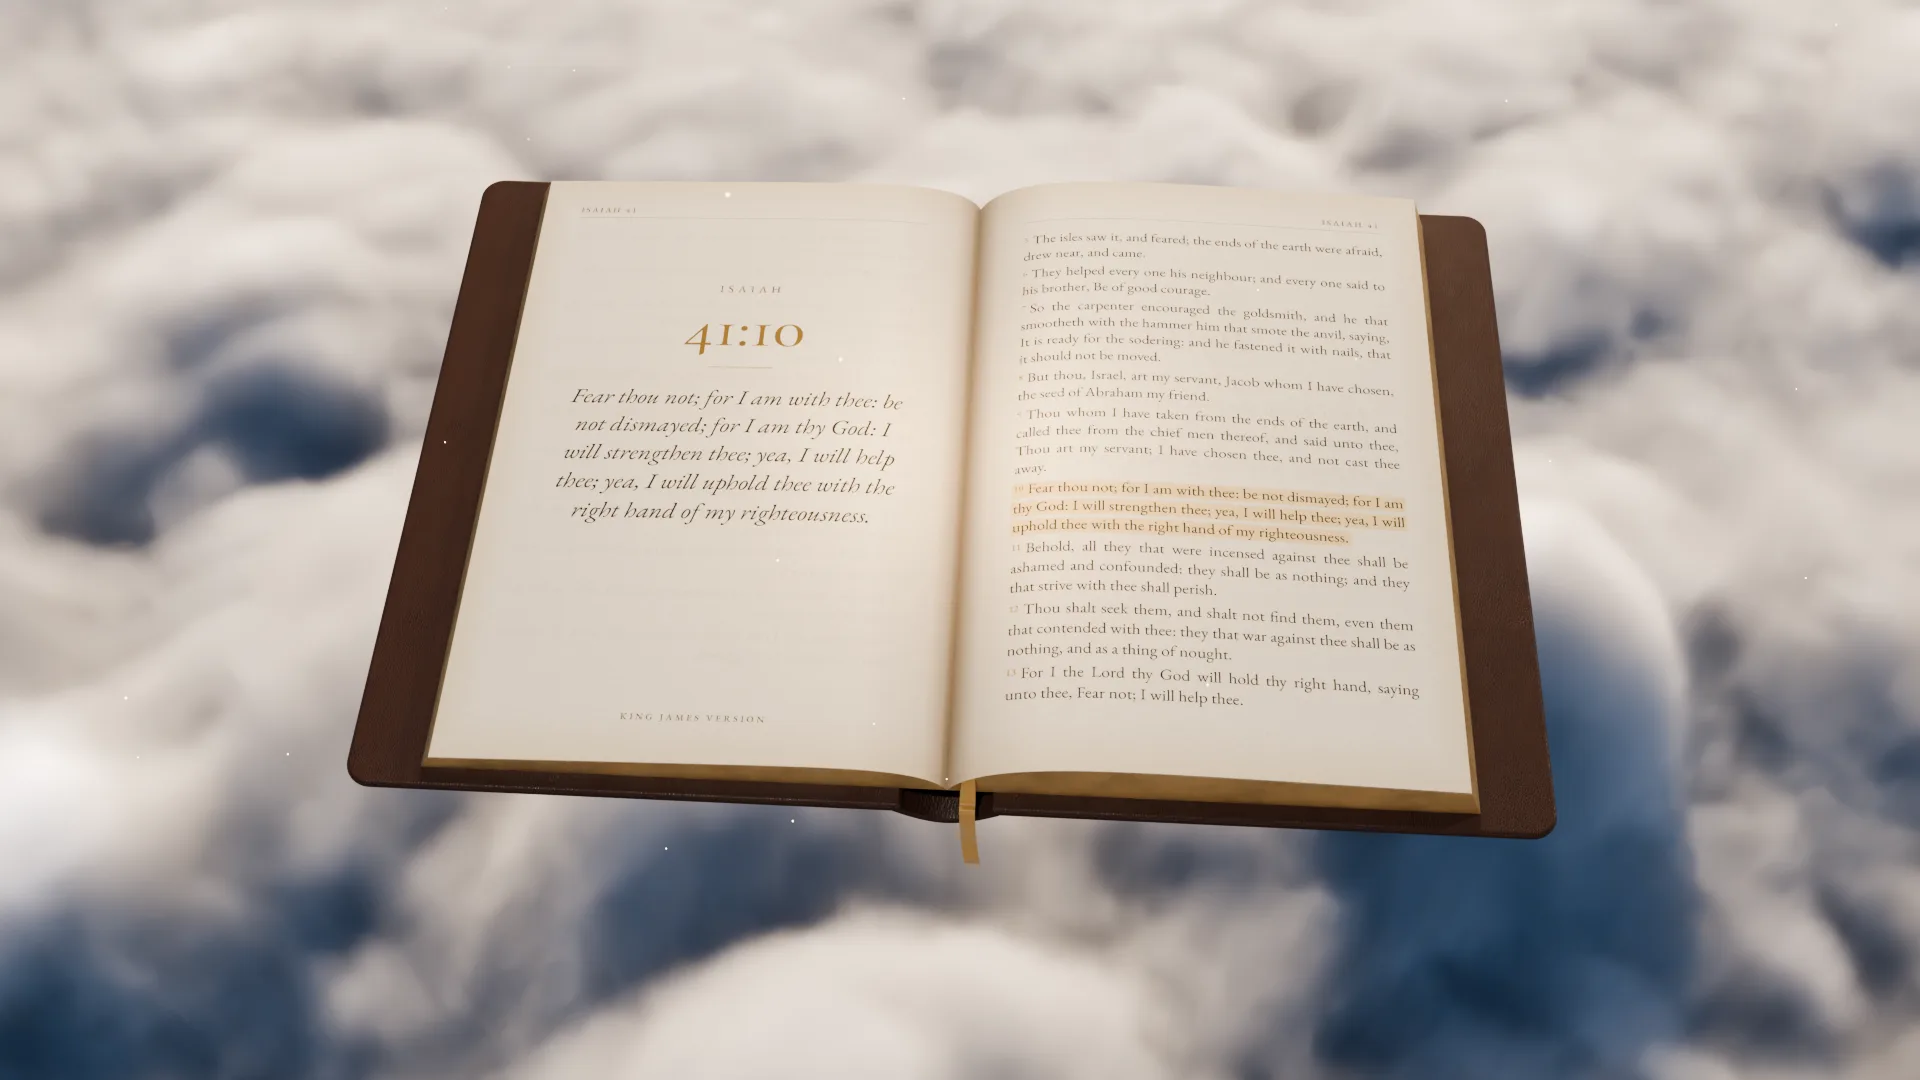 ISAIAH 41
ISAIAH
41:10
Fear thou not; for I am with thee: be
not dismayed; for I am thy God: I
will strengthen thee; yea, I will help
thee; yea, I will uphold thee with the
right hand of my righteousness.
KING JAMES VERSION
ISAIAH 41
5 The isles saw it, and feared; the ends of the earth were afraid,
drew near, and came.
6 They helped every one his neighbour; and every one said to
his brother, Be of good courage.
7 So the carpenter encouraged the goldsmith, and he that
smootheth with the hammer him that smote the anvil, saying,
It is ready for the sodering: and he fastened it with nails, that
it should not be moved.
8 But thou, Israel, art my servant, Jacob whom I have chosen,
the seed of Abraham my friend.
9 Thou whom I have taken from the ends of the earth, and
called thee from the chief men thereof, and said unto thee,
Thou art my servant; I have chosen thee, and not cast thee
away.
10 Fear thou not; for I am with thee: be not dismayed; for I am
thy God: I will strengthen thee; yea, I will help thee; yea, I will
uphold thee with the right hand of my righteousness.
11 Behold, all they that were incensed against thee shall be
ashamed and confounded: they shall be as nothing; and they
that strive with thee shall perish.
12 Thou shalt seek them, and shalt not find them, even them
that contended with thee: they that war against thee shall be as
nothing, and as a thing of nought.
13 For I the Lord thy God will hold thy right hand, saying
unto thee, Fear not; I will help thee.